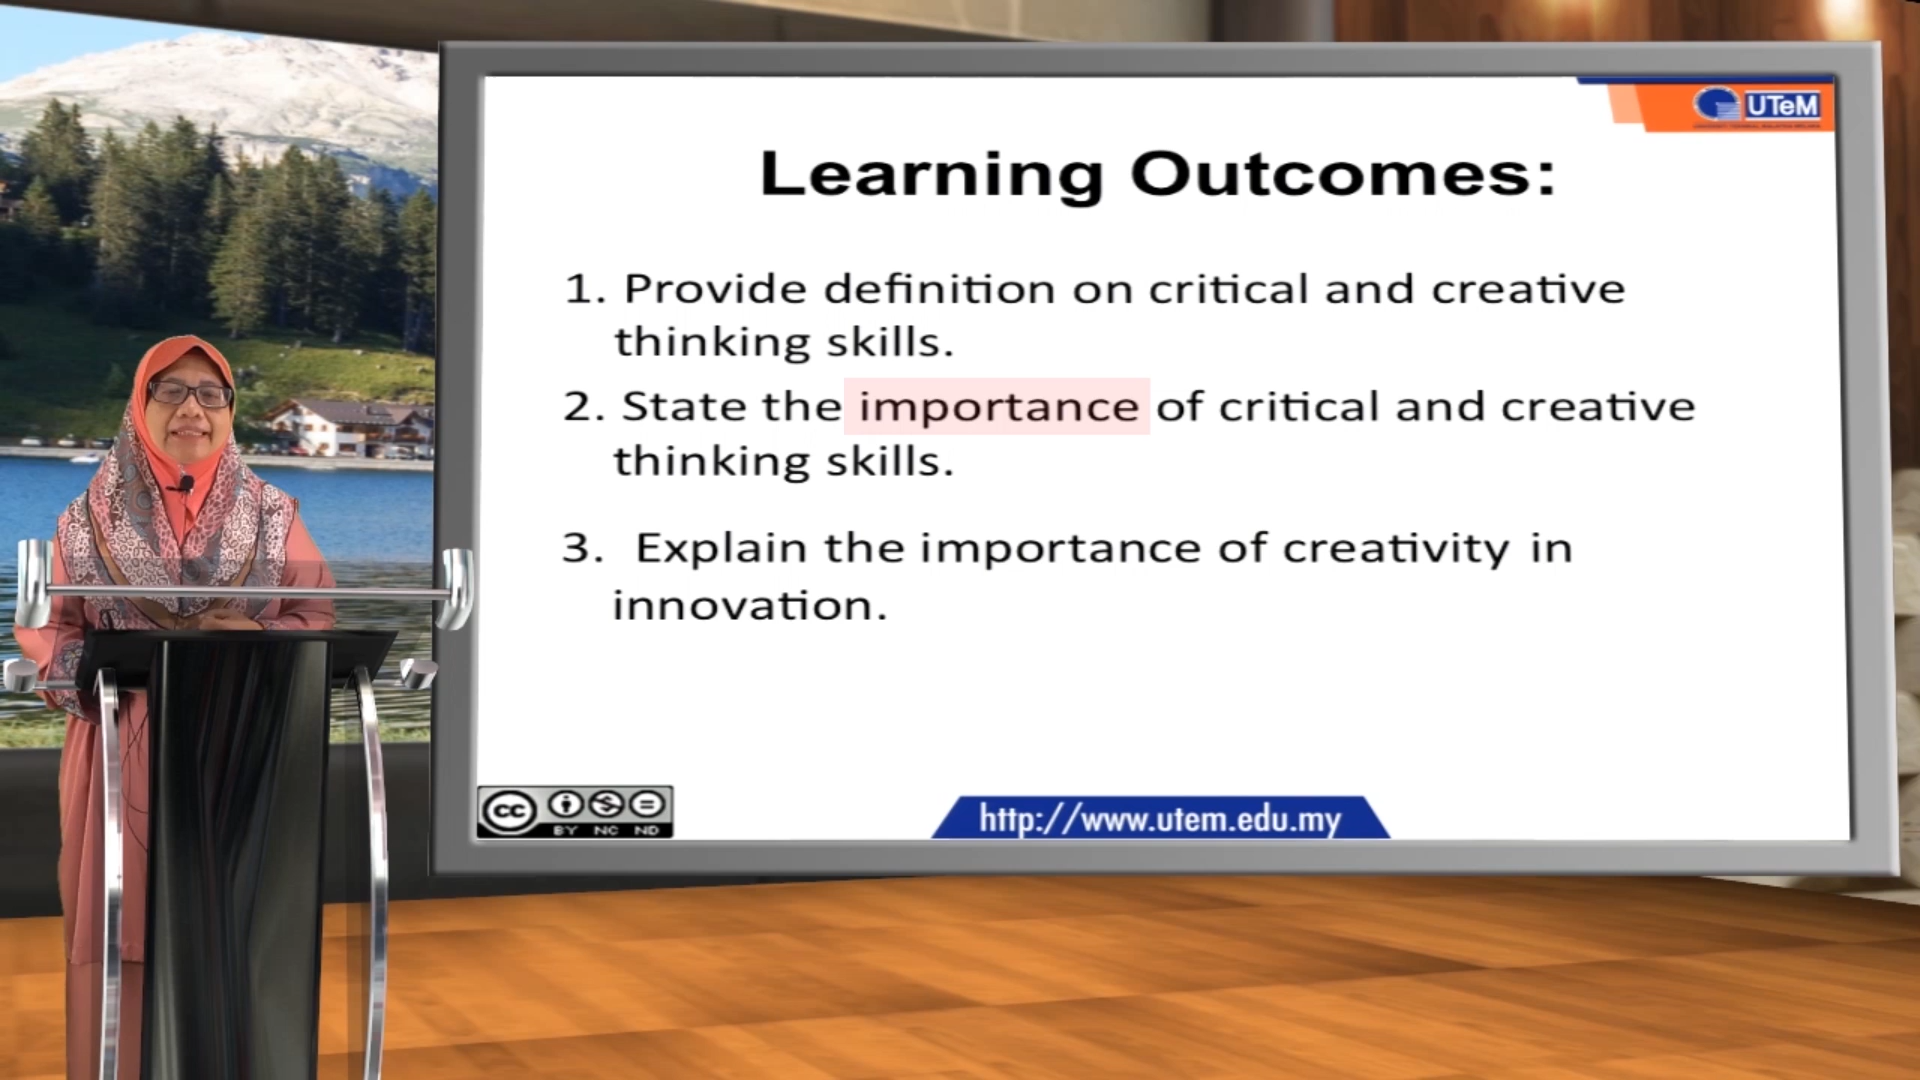 UTeM
Learning Outcomes:
1. Provide definition on critical and creative
thinking skills.
2. State the importance of critical and creative
thinking skills.
3. Explain the importance of creativity in
innovation.
cc
BY NC ND
http://www.utem.edu.my